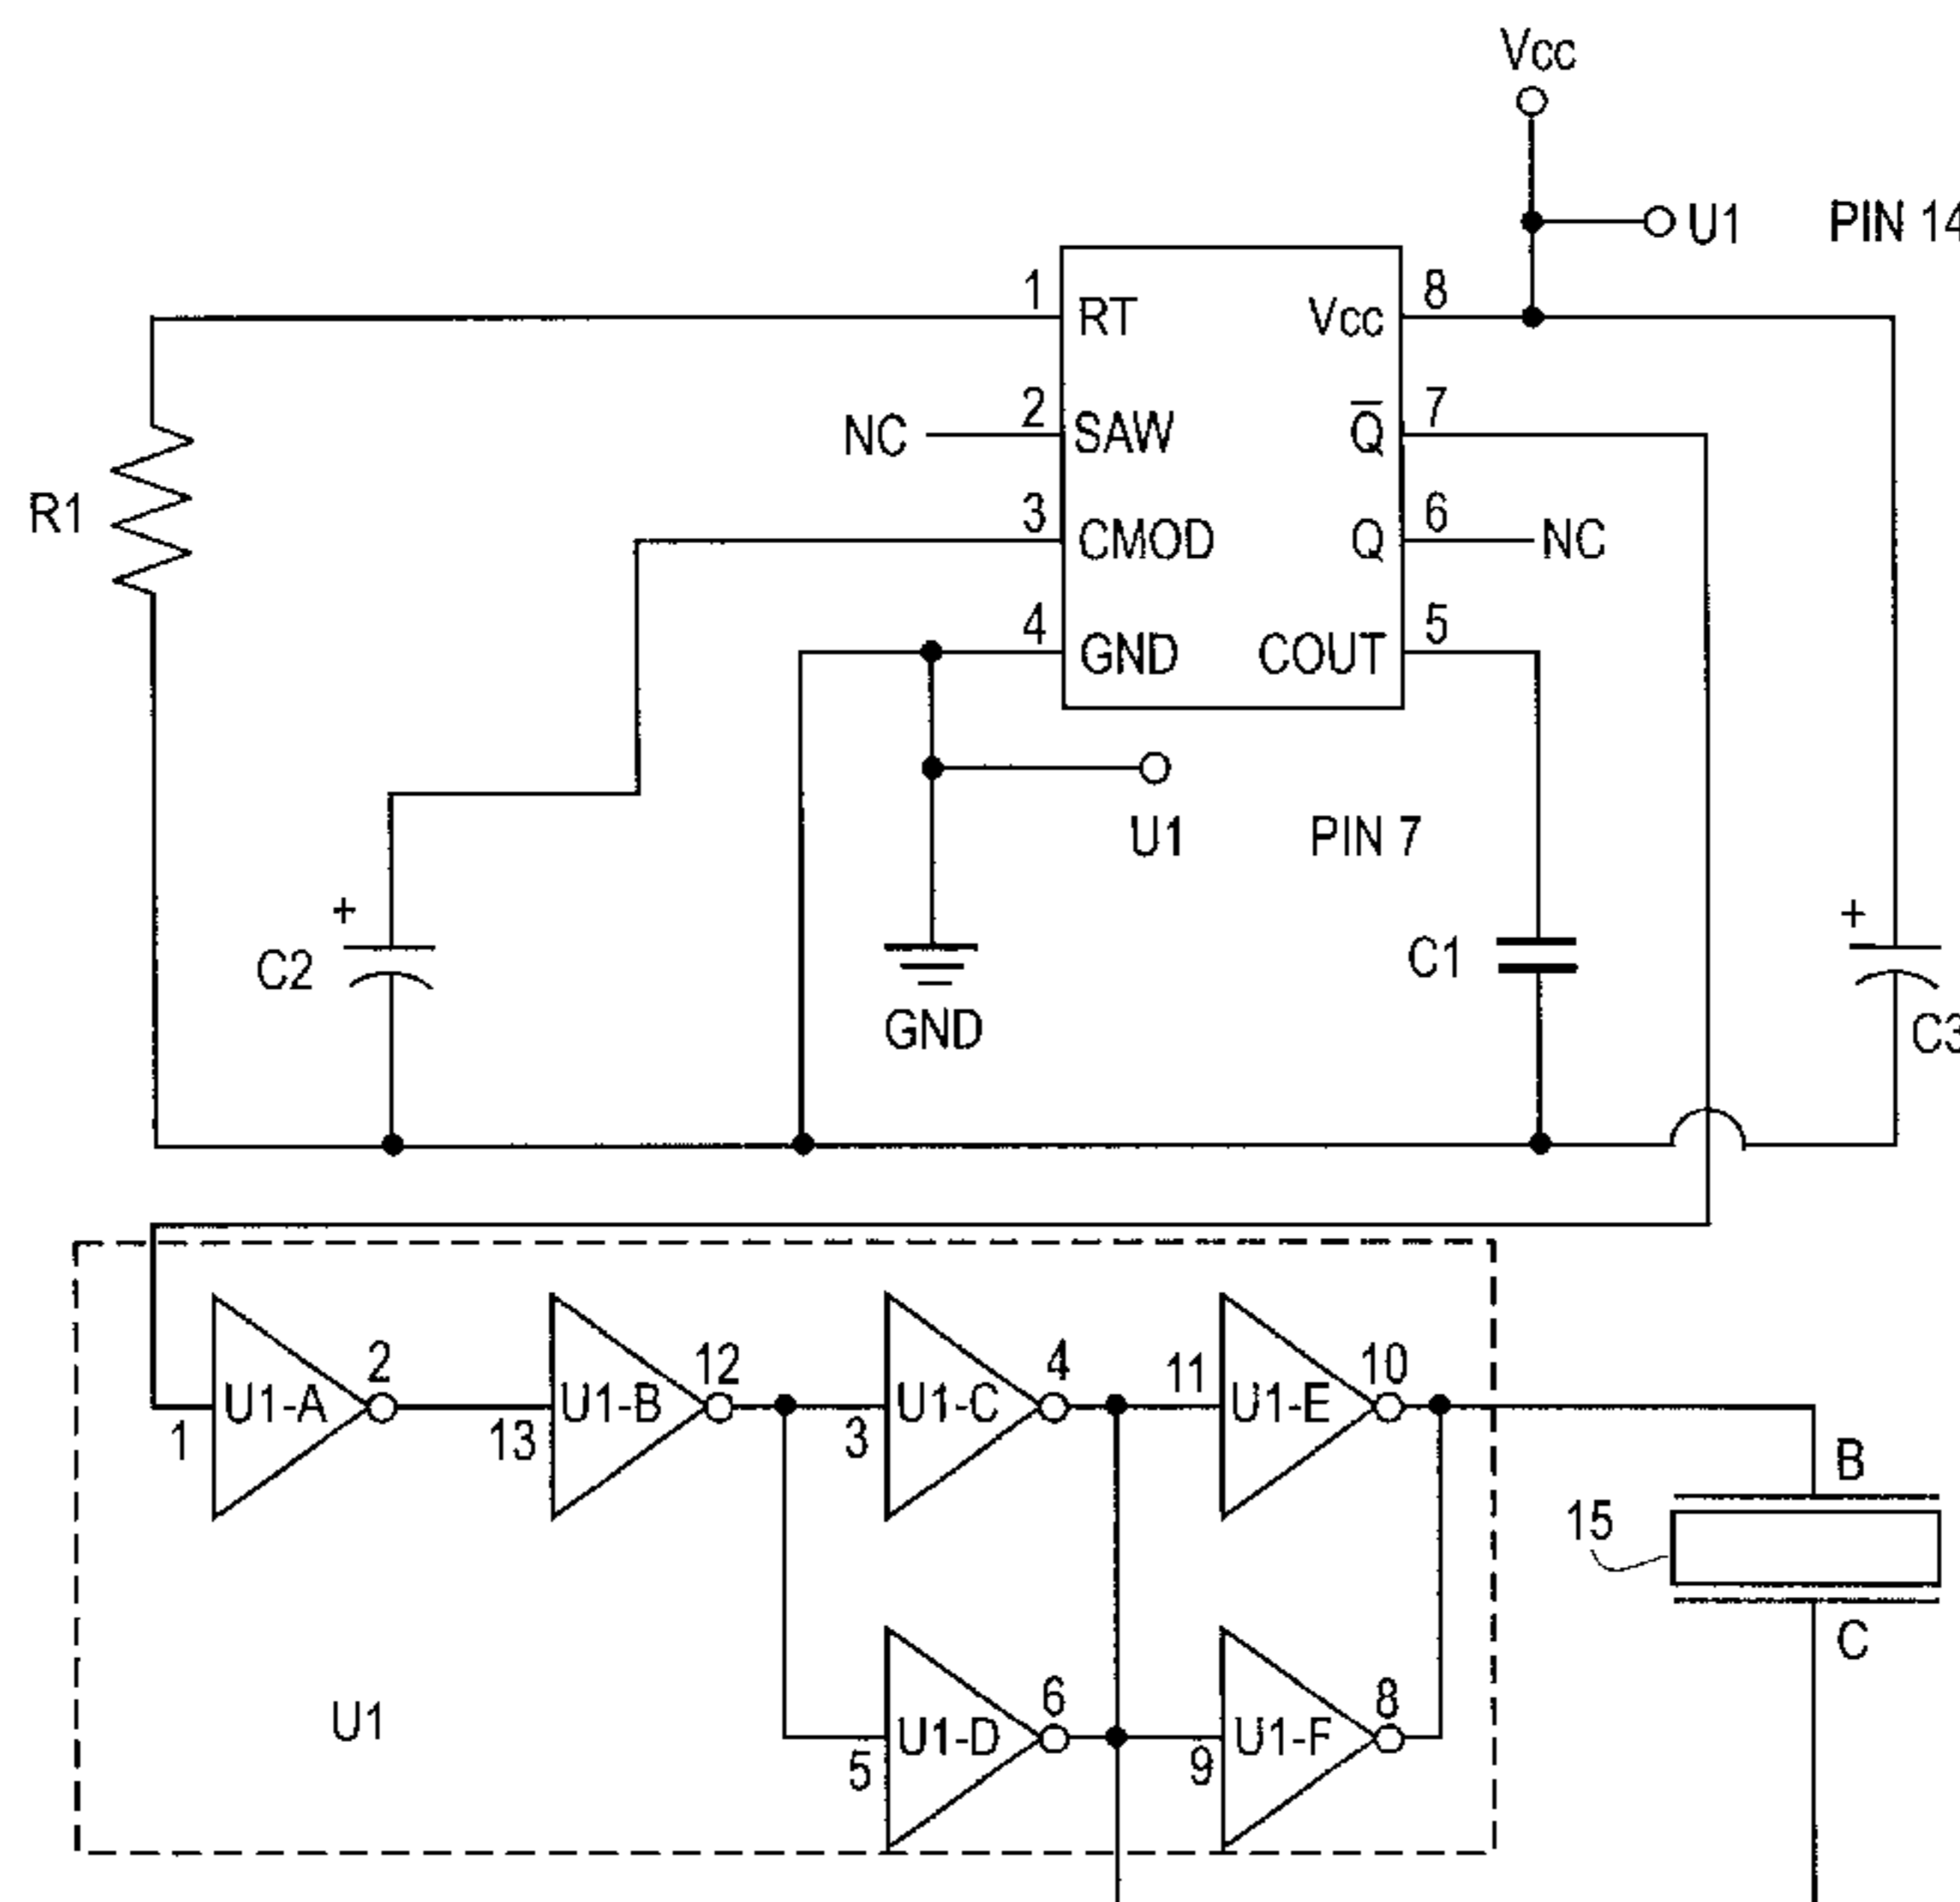 Vcc
U1 PIN 14
1 RT Vcc 8
NC 2 SAW Q̅ 7
R1 3 CMOD Q 6 NC
4 GND COUT 5
U1 PIN 7
+ C2
GND
C1
+ C3
1 U1-A 2 13 U1-B 12 3 U1-C 4 11 U1-E 10
B
15
C
U1
5 U1-D 6 9 U1-F 8